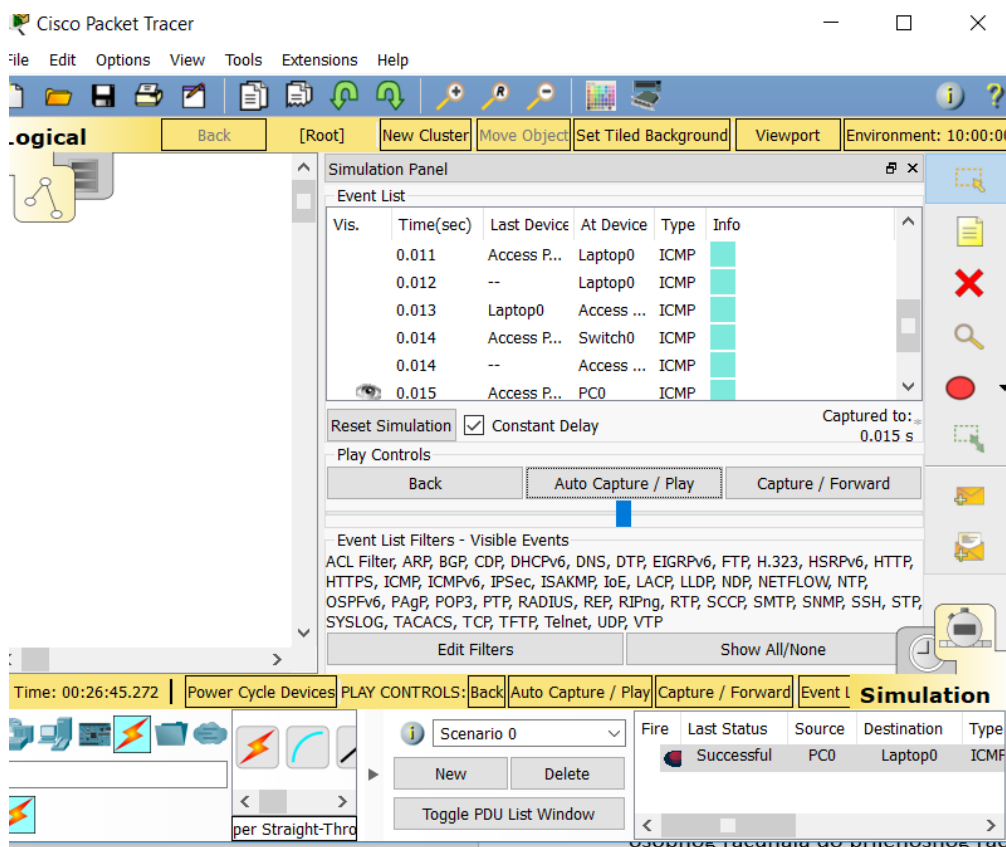 Cisco Packet Tracer
File Edit Options View Tools Extensions Help
Logical Back [Root] New Cluster Move Object Set Tiled Background Viewport Environment: 10:00:00
Simulation Panel
Event List
Vis. Time(sec) Last Device At Device Type Info
0.011 Access P... Laptop0 ICMP
0.012 -- Laptop0 ICMP
0.013 Laptop0 Access ... ICMP
0.014 Access P... Switch0 ICMP
0.014 -- Access ... ICMP
0.015 Access P... PC0 ICMP
Reset Simulation Constant Delay Captured to: *
0.015 s
Play Controls
Back Auto Capture / Play Capture / Forward
Event List Filters - Visible Events
ACL Filter, ARP, BGP, CDP, DHCPv6, DNS, DTP, EIGRPv6, FTP, H.323, HSRPv6, HTTP,
HTTPS, ICMP, ICMPv6, IPSec, ISAKMP, IoE, LACP, LLDP, NDP, NETFLOW, NTP,
OSPFv6, PAgP, POP3, PTP, RADIUS, REP, RIPng, RTP, SCCP, SMTP, SNMP, SSH, STP,
SYSLOG, TACACS, TCP, TFTP, Telnet, UDP, VTP
Edit Filters Show All/None
Time: 00:26:45.272 Power Cycle Devices PLAY CONTROLS: Back Auto Capture / Play Capture / Forward Event L Simulation
Scenario 0
New Delete
Toggle PDU List Window
Fire Last Status Source Destination Type
Successful PC0 Laptop0 ICMP
per Straight-Thro